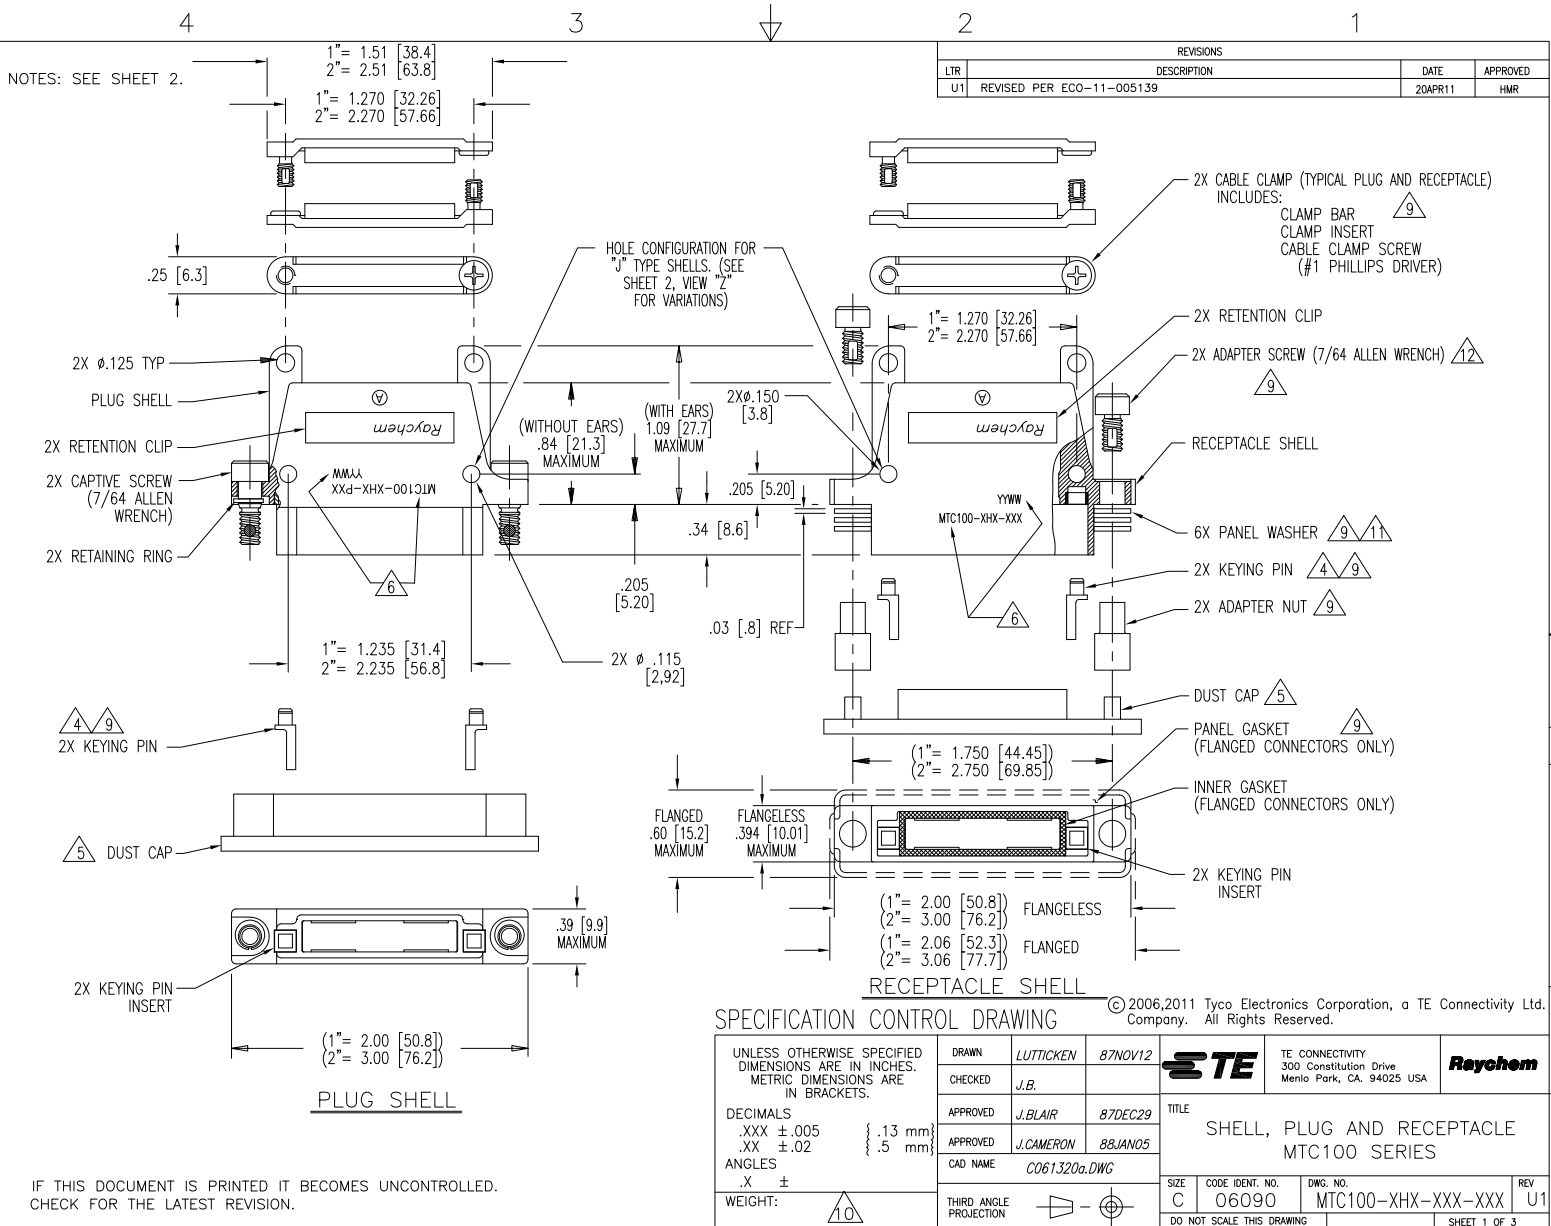 4 3 2 1
NOTES: SEE SHEET 2.
REVISIONS
LTR DESCRIPTION DATE APPROVED
U1 REVISED PER ECO-11-005139 20APR11 HMR
1"= 1.51 [38.4]
2"= 2.51 [63.8]
1"= 1.270 [32.26]
2"= 2.270 [57.66]
.25 [6.3]
2X ø.125 TYP
PLUG SHELL
2X RETENTION CLIP
2X CAPTIVE SCREW
(7/64 ALLEN
WRENCH)
2X RETAINING RING
A
Raychem
MTC100-XHX-PXX
YYWW
6
HOLE CONFIGURATION FOR
"J" TYPE SHELLS. (SEE
SHEET 2, VIEW "Z"
FOR VARIATIONS)
(WITHOUT EARS)
.84 [21.3]
MAXIMUM
(WITH EARS)
1.09 [27.7]
MAXIMUM
.205
[5.20]
1"= 1.235 [31.4]
2"= 2.235 [56.8]
2X ø .115
[2,92]
4 9
2X KEYING PIN
5 DUST CAP
.39 [9.9]
MAXIMUM
2X KEYING PIN
INSERT
(1"= 2.00 [50.8])
(2"= 3.00 [76.2])
PLUG SHELL
2X CABLE CLAMP (TYPICAL PLUG AND RECEPTACLE)
INCLUDES:
CLAMP BAR 9
CLAMP INSERT
CABLE CLAMP SCREW
(#1 PHILLIPS DRIVER)
1"= 1.270 [32.26]
2"= 2.270 [57.66]
2X RETENTION CLIP
2X ADAPTER SCREW (7/64 ALLEN WRENCH) 12
9
2Xø.150
[3.8]
A
Raychem
RECEPTACLE SHELL
.205 [5.20]
YYWW
MTC100-XHX-XXX
.34 [8.6]
6X PANEL WASHER 9 11
2X KEYING PIN 4 9
2X ADAPTER NUT 9
6
.03 [.8] REF
DUST CAP 5
PANEL GASKET 9
(FLANGED CONNECTORS ONLY)
(1"= 1.750 [44.45])
(2"= 2.750 [69.85])
INNER GASKET
(FLANGED CONNECTORS ONLY)
FLANGED
.60 [15.2]
MAXIMUM
FLANGELESS
.394 [10.01]
MAXIMUM
2X KEYING PIN
INSERT
(1"= 2.00 [50.8])
(2"= 3.00 [76.2]) FLANGELESS
(1"= 2.06 [52.3])
(2"= 3.06 [77.7]) FLANGED
RECEPTACLE SHELL
© 2006,2011 Tyco Electronics Corporation, a TE Connectivity Ltd.
Company. All Rights Reserved.
SPECIFICATION CONTROL DRAWING
UNLESS OTHERWISE SPECIFIED
DIMENSIONS ARE IN INCHES.
METRIC DIMENSIONS ARE
IN BRACKETS.
DECIMALS
.XXX ±.005 { .13 mm}
.XX ±.02 { .5 mm}
ANGLES
.X ±
WEIGHT: 10
DRAWN LUTTICKEN 87NOV12
CHECKED J.B.
APPROVED J.BLAIR 87DEC29
APPROVED J.CAMERON 88JAN05
CAD NAME C061320a.DWG
THIRD ANGLE
PROJECTION
TE
TE CONNECTIVITY
300 Constitution Drive
Menlo Park, CA. 94025 USA
Raychem
TITLE
SHELL, PLUG AND RECEPTACLE
MTC100 SERIES
SIZE CODE IDENT. NO. DWG. NO. REV
C 06090 MTC100-XHX-XXX-XXX U1
DO NOT SCALE THIS DRAWING SHEET 1 OF 3
IF THIS DOCUMENT IS PRINTED IT BECOMES UNCONTROLLED.
CHECK FOR THE LATEST REVISION.